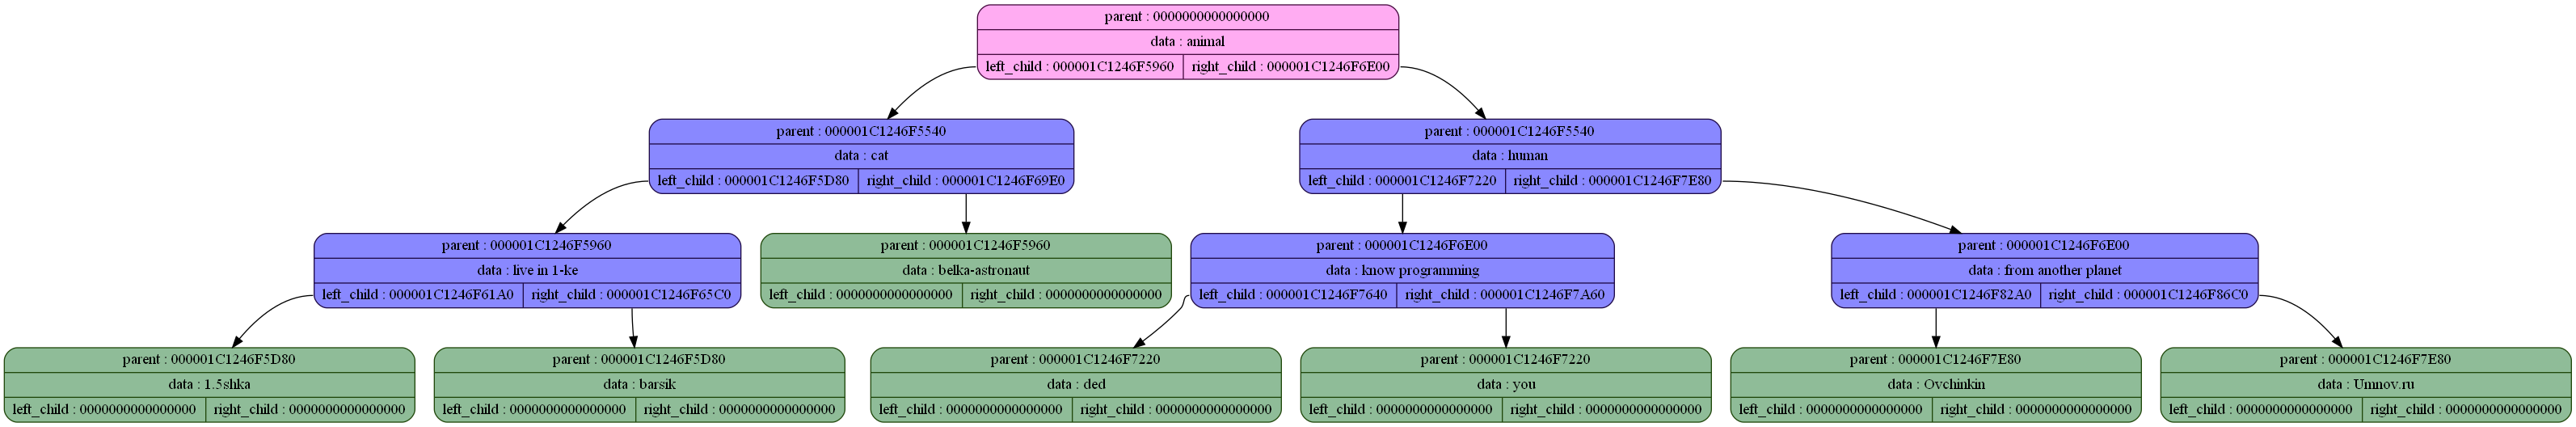 parent : 0000000000000000
data : animal
left_child : 000001C1246F5960
right_child : 000001C1246F6E00
parent : 000001C1246F5540
data : cat
left_child : 000001C1246F5D80
right_child : 000001C1246F69E0
parent : 000001C1246F5540
data : human
left_child : 000001C1246F7220
right_child : 000001C1246F7E80
parent : 000001C1246F5960
data : live in 1-ke
left_child : 000001C1246F61A0
right_child : 000001C1246F65C0
parent : 000001C1246F5960
data : belka-astronaut
left_child : 0000000000000000
right_child : 0000000000000000
parent : 000001C1246F6E00
data : know programming
left_child : 000001C1246F7640
right_child : 000001C1246F7A60
parent : 000001C1246F6E00
data : from another planet
left_child : 000001C1246F82A0
right_child : 000001C1246F86C0
parent : 000001C1246F5D80
data : 1.5shka
left_child : 0000000000000000
right_child : 0000000000000000
parent : 000001C1246F5D80
data : barsik
left_child : 0000000000000000
right_child : 0000000000000000
parent : 000001C1246F7220
data : ded
left_child : 0000000000000000
right_child : 0000000000000000
parent : 000001C1246F7220
data : you
left_child : 0000000000000000
right_child : 0000000000000000
parent : 000001C1246F7E80
data : Ovchinkin
left_child : 0000000000000000
right_child : 0000000000000000
parent : 000001C1246F7E80
data : Umnov.ru
left_child : 0000000000000000
right_child : 0000000000000000